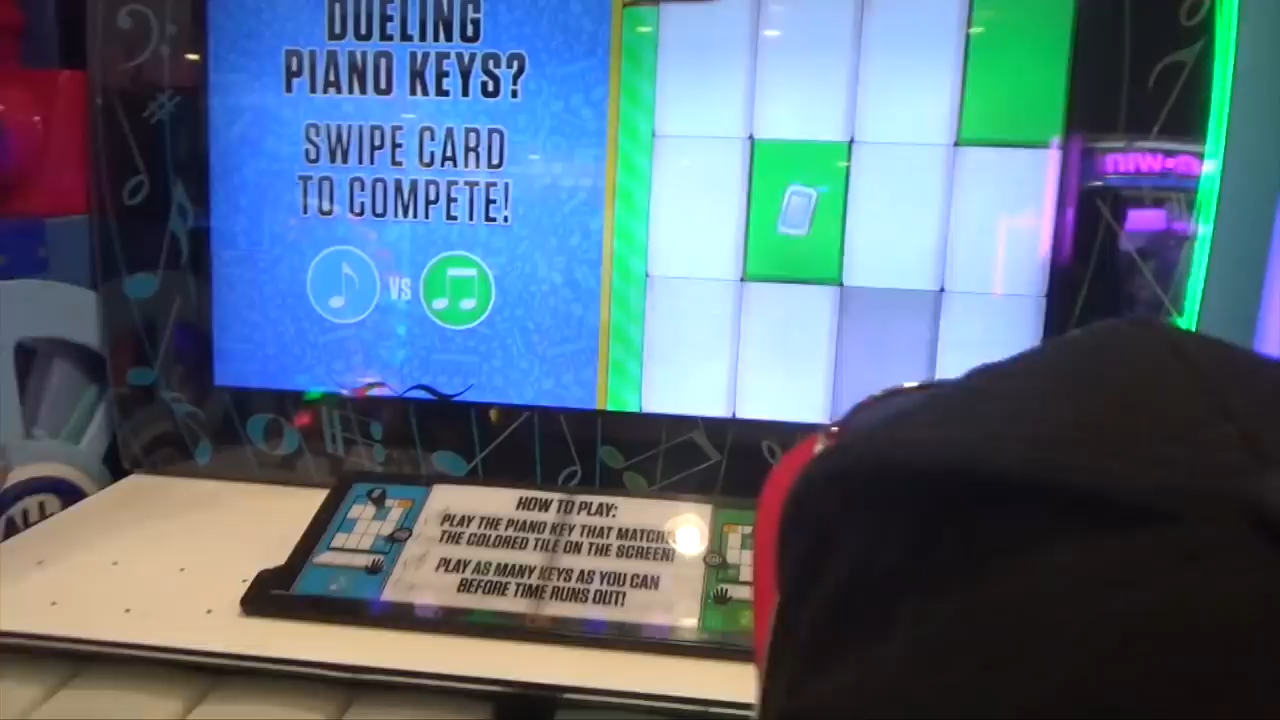 DUELING
PIANO KEYS?
SWIPE CARD
TO COMPETE!
VS
HOW TO PLAY:
PLAY THE PIANO KEY THAT
THE COLORED TILE ON THE SCREEN!
PLAY AS MANY KEYS AS YOU CAN
BEFORE TIME RUNS OUT!
ALL